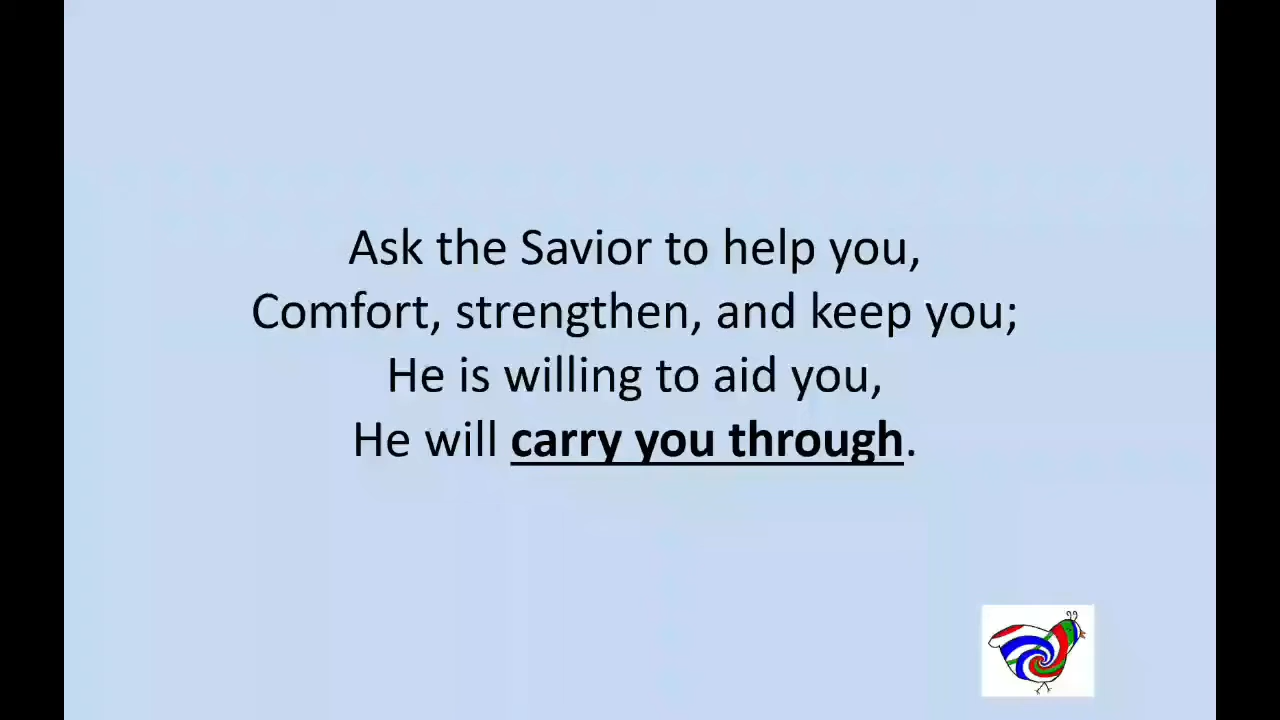 Ask the Savior to help you,
Comfort, strengthen, and keep you;
He is willing to aid you,
He will carry you through.